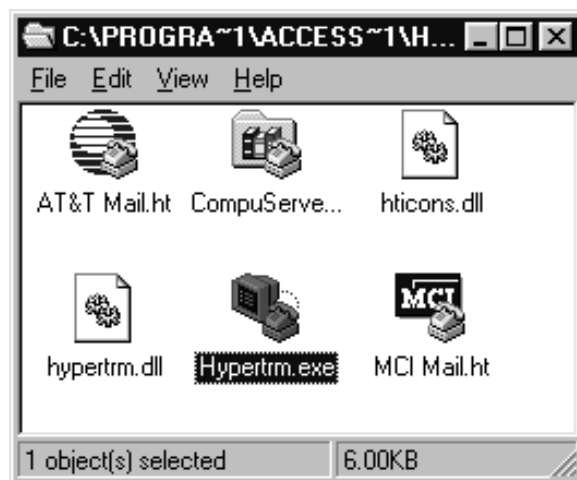 C:\PROGRA~1\ACCESS~1\H...
File Edit View Help
AT&T Mail.ht CompuServe... hticons.dll
MCI
hypertrm.dll Hypertrm.exe MCI Mail.ht
1 object(s) selected 6.00KB